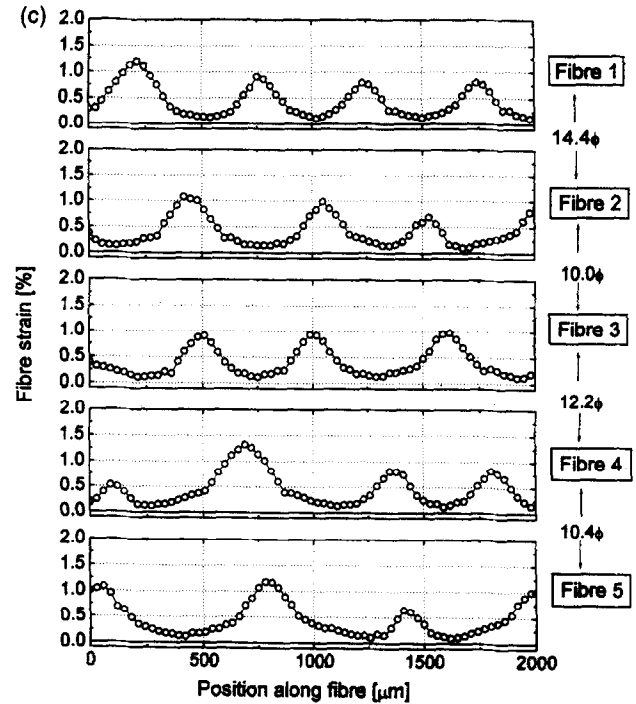 (c)
2.0
1.5
1.0
0.5
0.0
Fibre 1
14.4ϕ
2.0
1.5
1.0
0.5
0.0
Fibre 2
10.0ϕ
2.0
1.5
1.0
0.5
0.0
Fibre 3
12.2ϕ
2.0
1.5
1.0
0.5
0.0
Fibre 4
10.4ϕ
2.0
1.5
1.0
0.5
0.0
Fibre 5
Fibre strain [%]
0 500 1000 1500 2000
Position along fibre [μm]